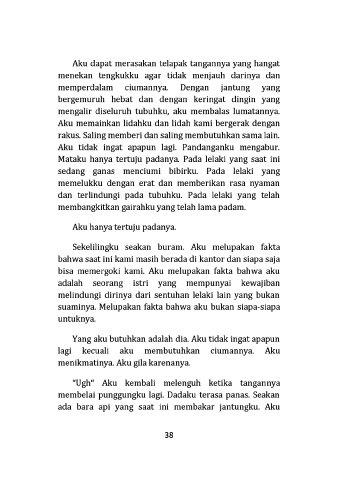 Aku dapat merasakan telapak tangannya yang hangat
menekan tengkukku agar tidak menjauh darinya dan
memperdalam ciumannya. Dengan jantung yang
bergemuruh hebat dan dengan keringat dingin yang
mengalir diseluruh tubuhku, aku membalas lumatannya.
Aku memainkan lidahku dan lidah kami bergerak dengan
rakus. Saling memberi dan saling membutuhkan sama lain.
Aku tidak ingat apapun lagi. Pandanganku mengabur.
Mataku hanya tertuju padanya. Pada lelaki yang saat ini
sedang ganas menciumi bibirku. Pada lelaki yang
memelukku dengan erat dan memberikan rasa nyaman
dan terlindungi pada tubuhku. Pada lelaki yang telah
membangkitkan gairahku yang telah lama padam.
Aku hanya tertuju padanya.
Sekelilingku seakan buram. Aku melupakan fakta
bahwa saat ini kami masih berada di kantor dan siapa saja
bisa memergoki kami. Aku melupakan fakta bahwa aku
adalah seorang istri yang mempunyai kewajiban
melindungi dirinya dari sentuhan lelaki lain yang bukan
suaminya. Melupakan fakta bahwa aku bukan siapa-siapa
untuknya.
Yang aku butuhkan adalah dia. Aku tidak ingat apapun
lagi kecuali aku membutuhkan ciumannya. Aku
menikmatinya. Aku gila karenanya.
"Ugh" Aku kembali melenguh ketika tangannya
membelai punggungku lagi. Dadaku terasa panas. Seakan
ada bara api yang saat ini membakar jantungku. Aku
38